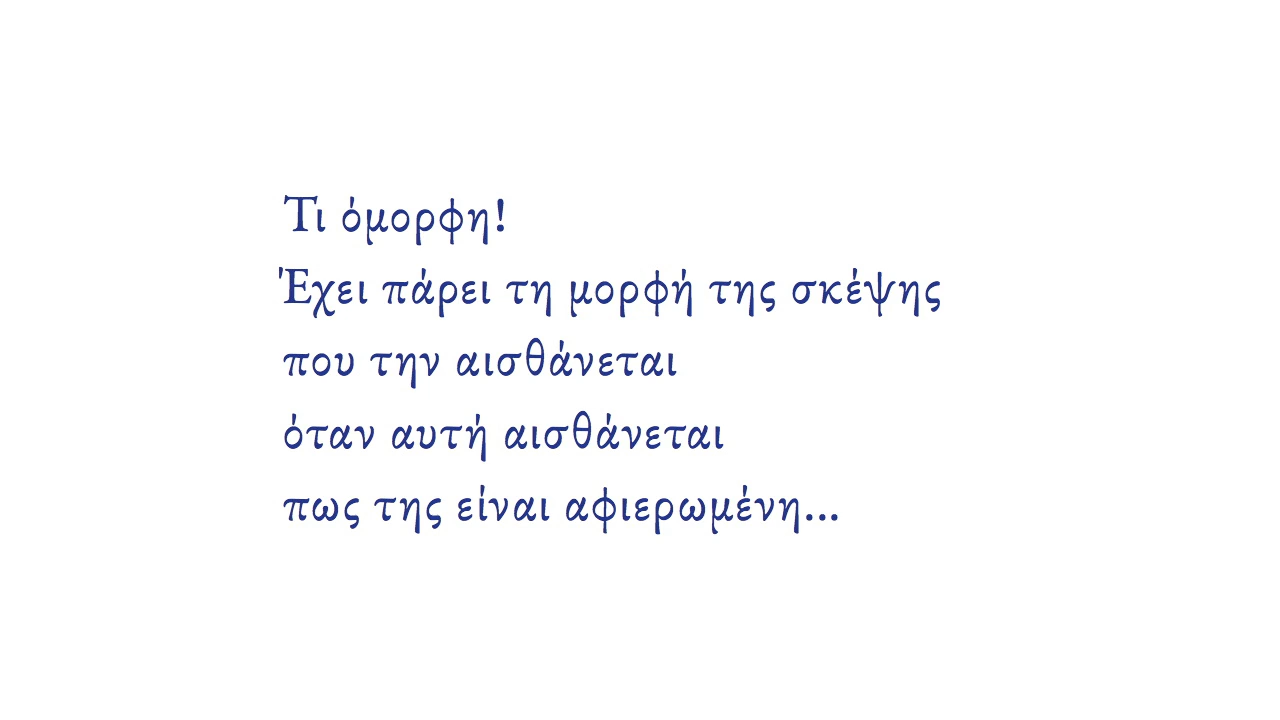 Τι όμορφη!
Έχει πάρει τη μορφή της σκέψης
που την αισθάνεται
όταν αυτή αισθάνεται
πως της είναι αφιερωμένη...